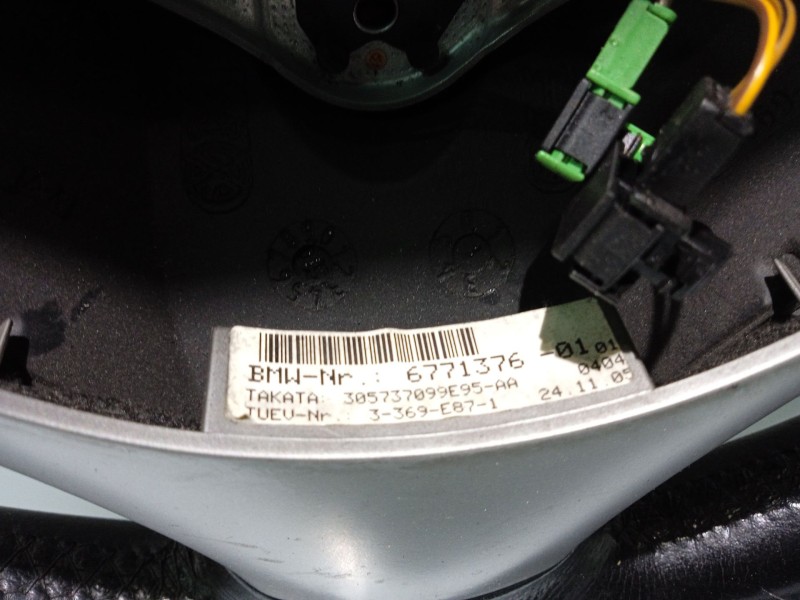 BMW-Nr.: 6771376 -01 01
TAKATA: 305737099E95-AA 0404
TUEV-Nr.: 3-369-E87-1 24.11.05